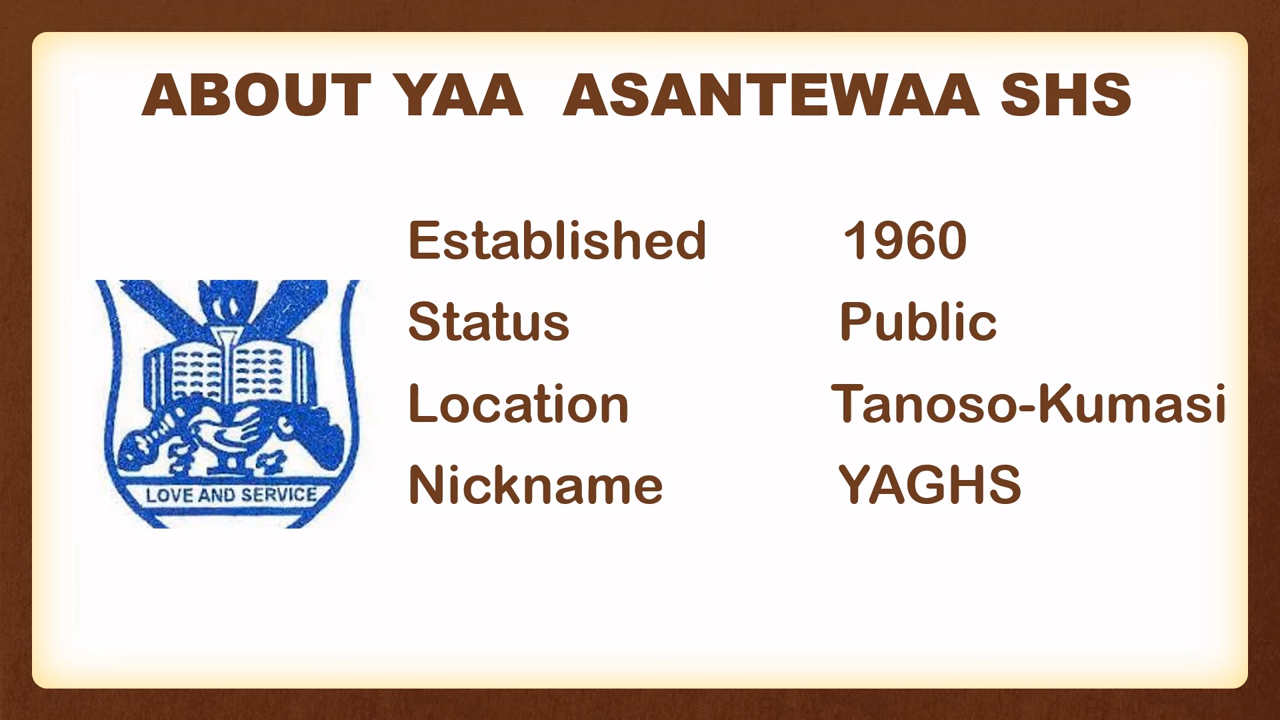 ABOUT YAA ASANTEWAA SHS
Established 1960
Status Public
Location Tanoso-Kumasi
Nickname YAGHS
LOVE AND SERVICE